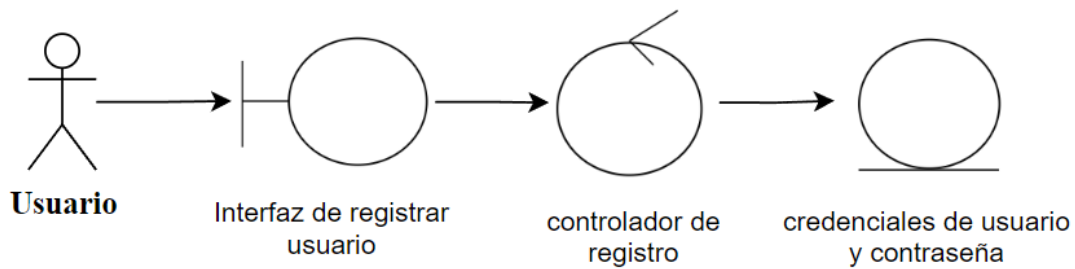 Usuario
Interfaz de registrar
usuario
controlador de
registro
credenciales de usuario
y contraseña